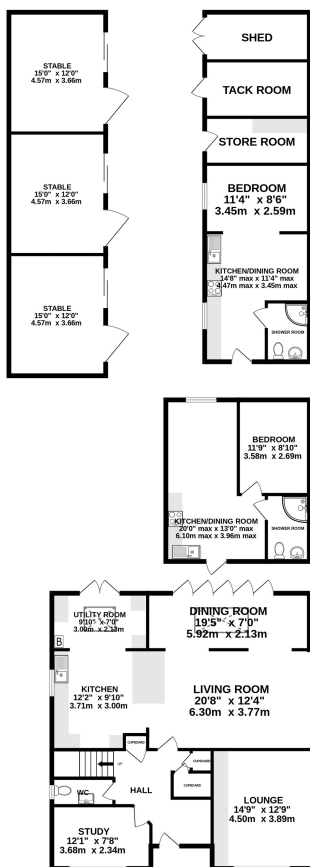 STABLE
15'0" x 12'0"
4.57m x 3.66m
STABLE
15'0" x 12'0"
4.57m x 3.66m
STABLE
15'0" x 12'0"
4.57m x 3.66m
SHED
TACK ROOM
STORE ROOM
BEDROOM
11'4" x 8'6"
3.45m x 2.59m
KITCHEN/DINING ROOM
14'8" max x 11'4" max
4.47m max x 3.45m max
SHOWER ROOM
BEDROOM
11'9" x 8'10"
3.58m x 2.69m
KITCHEN/DINING ROOM
20'0" max x 13'0" max
6.10m max x 3.96m max
SHOWER ROOM
UTILITY ROOM
9'10" x 7'0"
3.00m x 2.13m
B
DINING ROOM
19'5" x 7'0"
5.92m x 2.13m
KITCHEN
12'2" x 9'10"
3.71m x 3.00m
LIVING ROOM
20'8" x 12'4"
6.30m x 3.77m
CUPBOARD
UP
CUPBOARD
CUPBOARD
WC
HALL
LOUNGE
14'9" x 12'9"
4.50m x 3.89m
STUDY
12'1" x 7'8"
3.68m x 2.34m